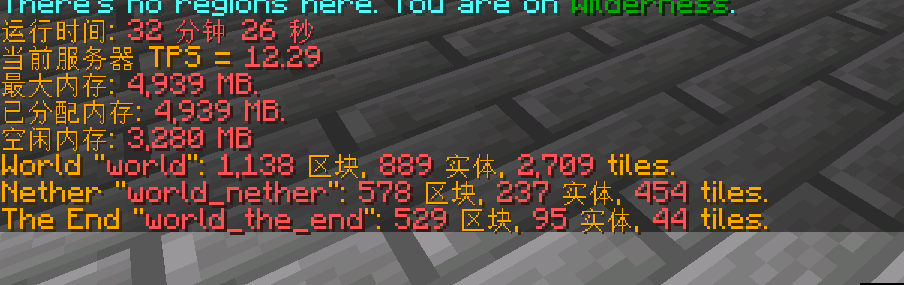 There's no regions here. You are on Wilderness.
运行时间: 32 分钟 26 秒
当前服务器 TPS = 12.29
最大内存: 4,939 MB.
已分配内存: 4,939 MB.
空闲内存: 3,280 MB
World "world": 1,138 区块, 889 实体, 2,709 tiles.
Nether "world_nether": 578 区块, 237 实体, 454 tiles.
The End "world_the_end": 529 区块, 95 实体, 44 tiles.